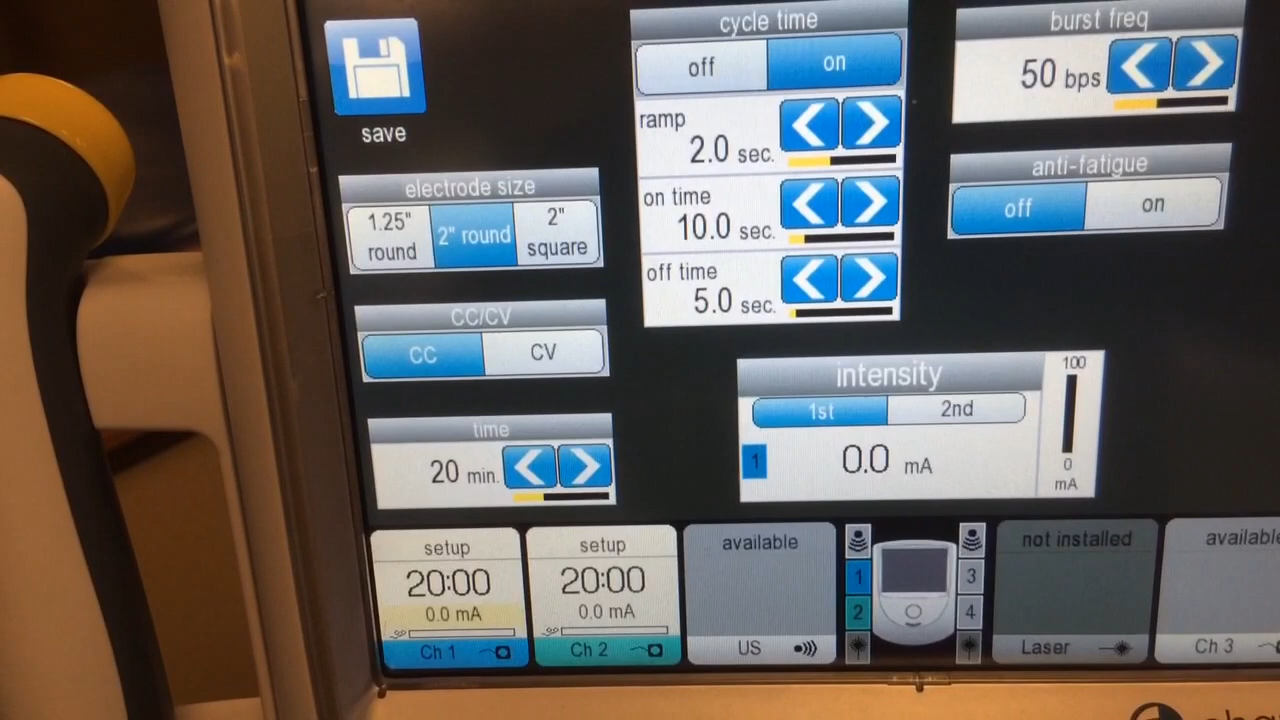 save
electrode size
1.25" round
2" round
2" square
CC/CV
CC
CV
time
20 min.
cycle time
off
on
ramp
2.0 sec.
on time
10.0 sec.
off time
5.0 sec.
burst freq
50 bps
anti-fatigue
off
on
intensity
1st
2nd
1
0.0 mA
100
0
mA
setup
20:00
0.0 mA
Ch 1
setup
20:00
0.0 mA
Ch 2
available
US
1
2
3
4
not installed
Laser
available
Ch 3